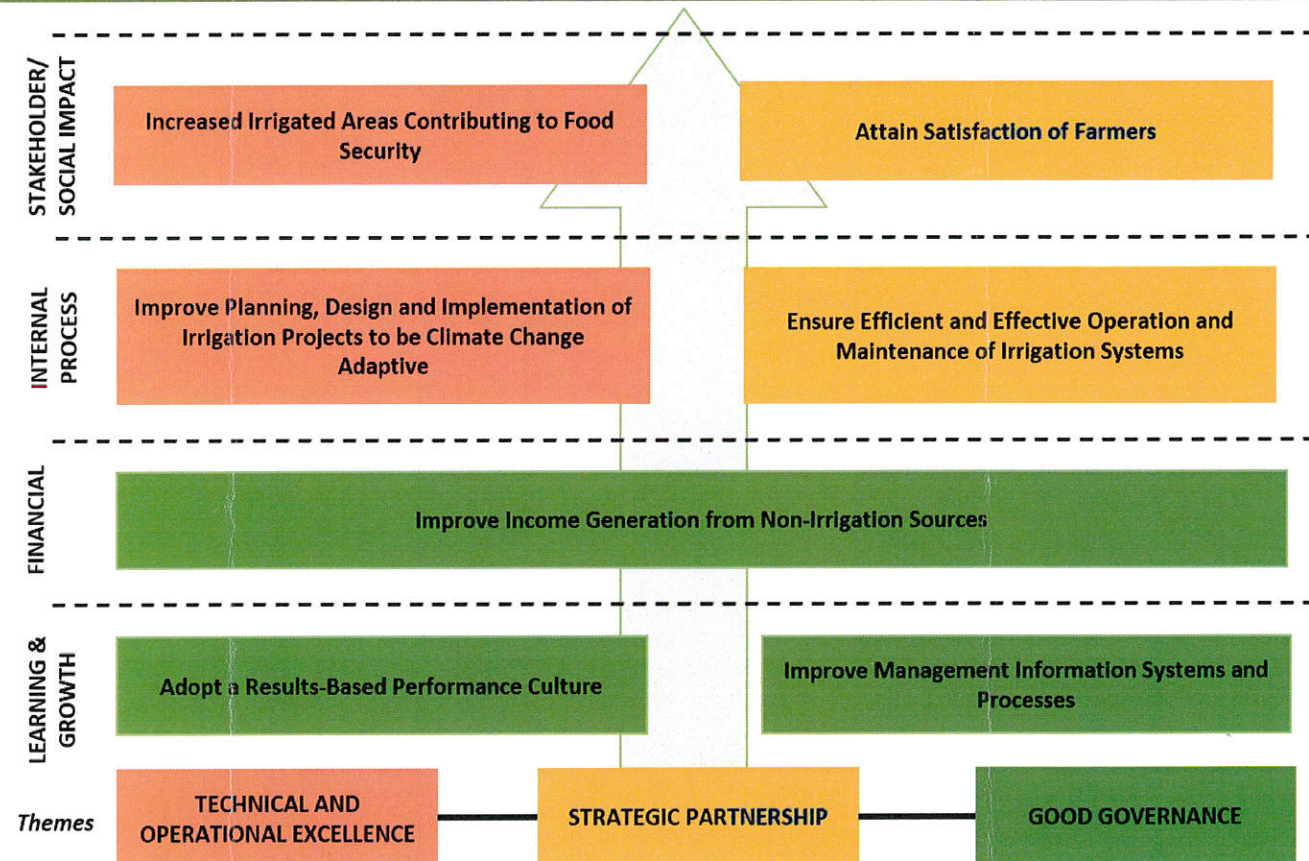 STAKEHOLDER/
SOCIAL IMPACT
Increased Irrigated Areas Contributing to Food
Security
Attain Satisfaction of Farmers
INTERNAL
PROCESS
Improve Planning, Design and Implementation of
Irrigation Projects to be Climate Change
Adaptive
Ensure Efficient and Effective Operation and
Maintenance of Irrigation Systems
FINANCIAL
Improve Income Generation from Non-Irrigation Sources
LEARNING &
GROWTH
Adopt a Results-Based Performance Culture
Improve Management Information Systems and
Processes
Themes
TECHNICAL AND
OPERATIONAL EXCELLENCE
STRATEGIC PARTNERSHIP
GOOD GOVERNANCE